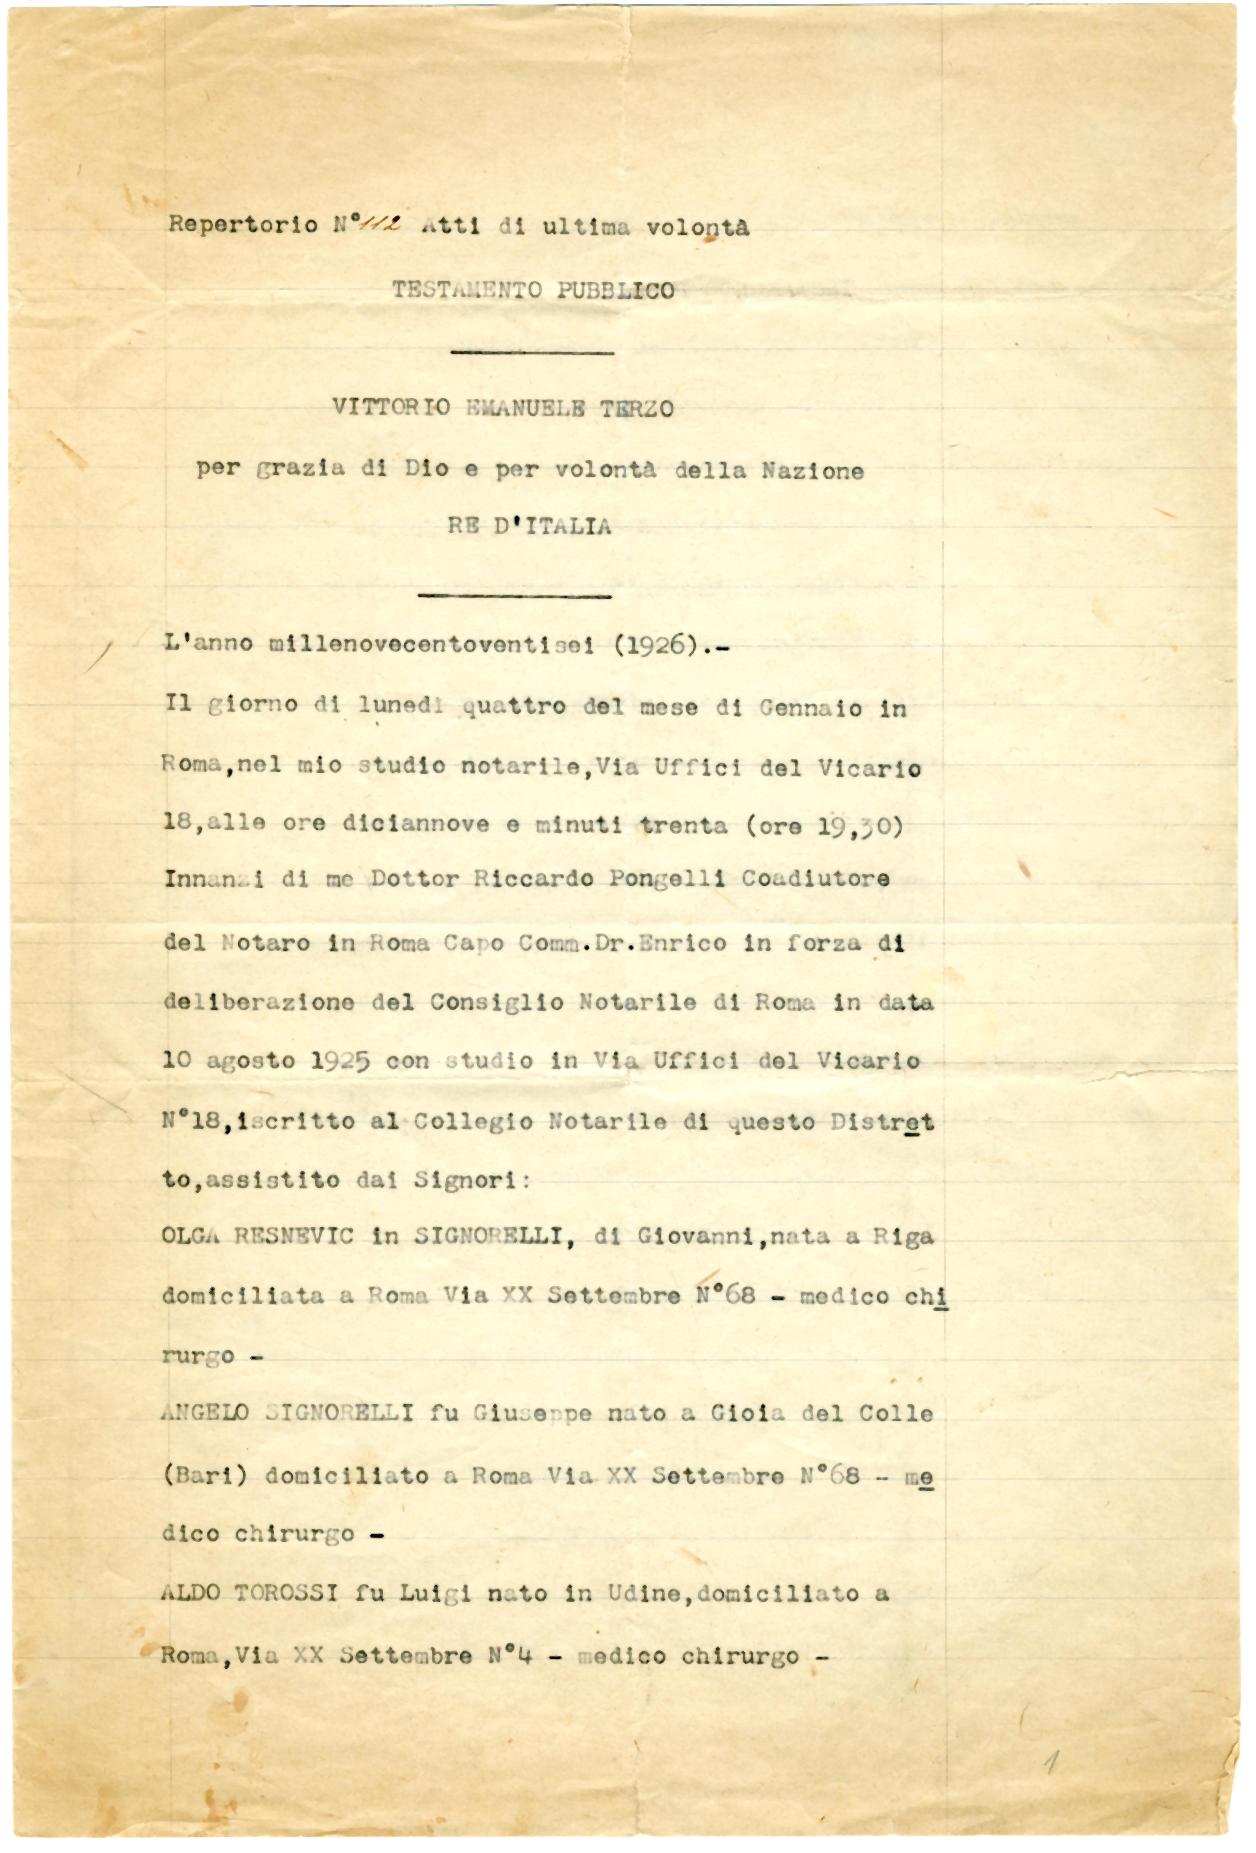 Repertorio N°112 Atti di ultima volontà
TESTAMENTO PUBBLICO
VITTORIO EMANUELE TERZO
per grazia di Dio e per volontà della Nazione
RE D'ITALIA
L'anno millenovecentoventisei (1926).-
Il giorno di lunedì quattro del mese di Gennaio in
Roma,nel mio studio notarile,Via Uffici del Vicario
18,alle ore diciannove e minuti trenta (ore 19,30)
Innanzi di me Dottor Riccardo Pongelli Coadiutore
del Notaro in Roma Capo Comm.Dr.Enrico in forza di
deliberazione del Consiglio Notarile di Roma in data
10 agosto 1925 con studio in Via Uffici del Vicario
N°18,iscritto al Collegio Notarile di questo Distret
to,assistito dai Signori:
OLGA RESNEVIC in SIGNORELLI, di Giovanni,nata a Riga
domiciliata a Roma Via XX Settembre N°68 - medico chi
rurgo -
ANGELO SIGNORELLI fu Giuseppe nato a Gioia del Colle
(Bari) domiciliato a Roma Via XX Settembre N°68 - me
dico chirurgo -
ALDO TOROSSI fu Luigi nato in Udine,domiciliato a
Roma,Via XX Settembre N°4 - medico chirurgo -
1